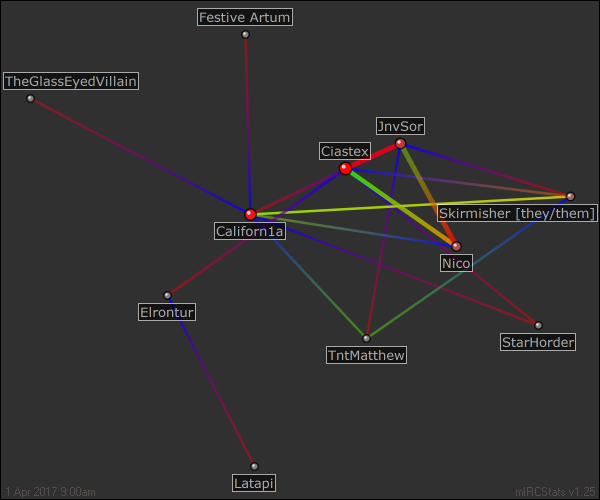 Festive Artum
TheGlassEyedVillain
JnvSor
Ciastex
Skirmisher [they/them]
Californ1a
Nico
Elrontur
StarHorder
TntMatthew
Latapi
1 Apr 2017 9:00am
mIRCStats v1.25